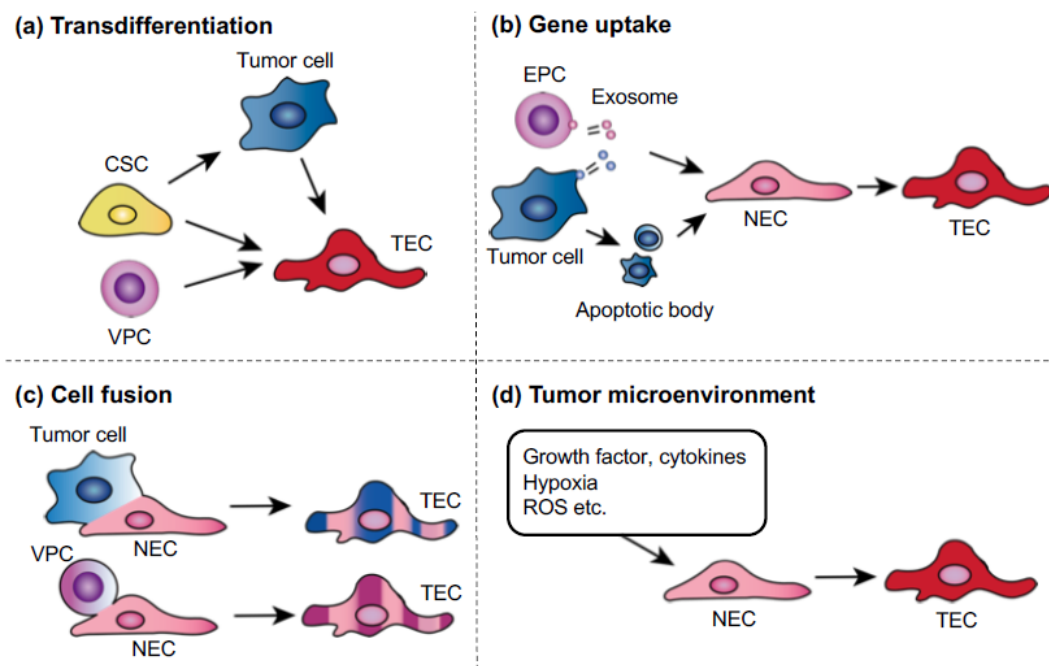 (a) Transdifferentiation
Tumor cell
CSC
TEC
VPC
(b) Gene uptake
EPC
Exosome
NEC
TEC
Tumor cell
Apoptotic body
(c) Cell fusion
Tumor cell
TEC
NEC
VPC
TEC
NEC
(d) Tumor microenvironment
Growth factor, cytokines
Hypoxia
ROS etc.
NEC
TEC